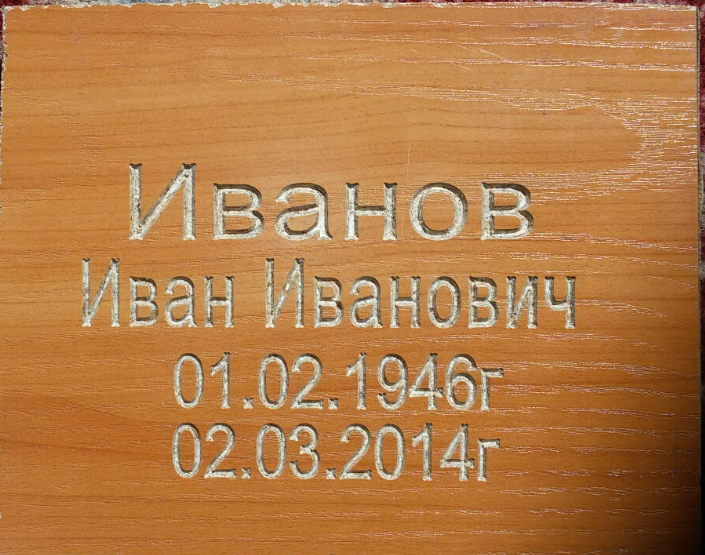 Иванов
Иван Иванович
01.02.1946г
02.03.2014г